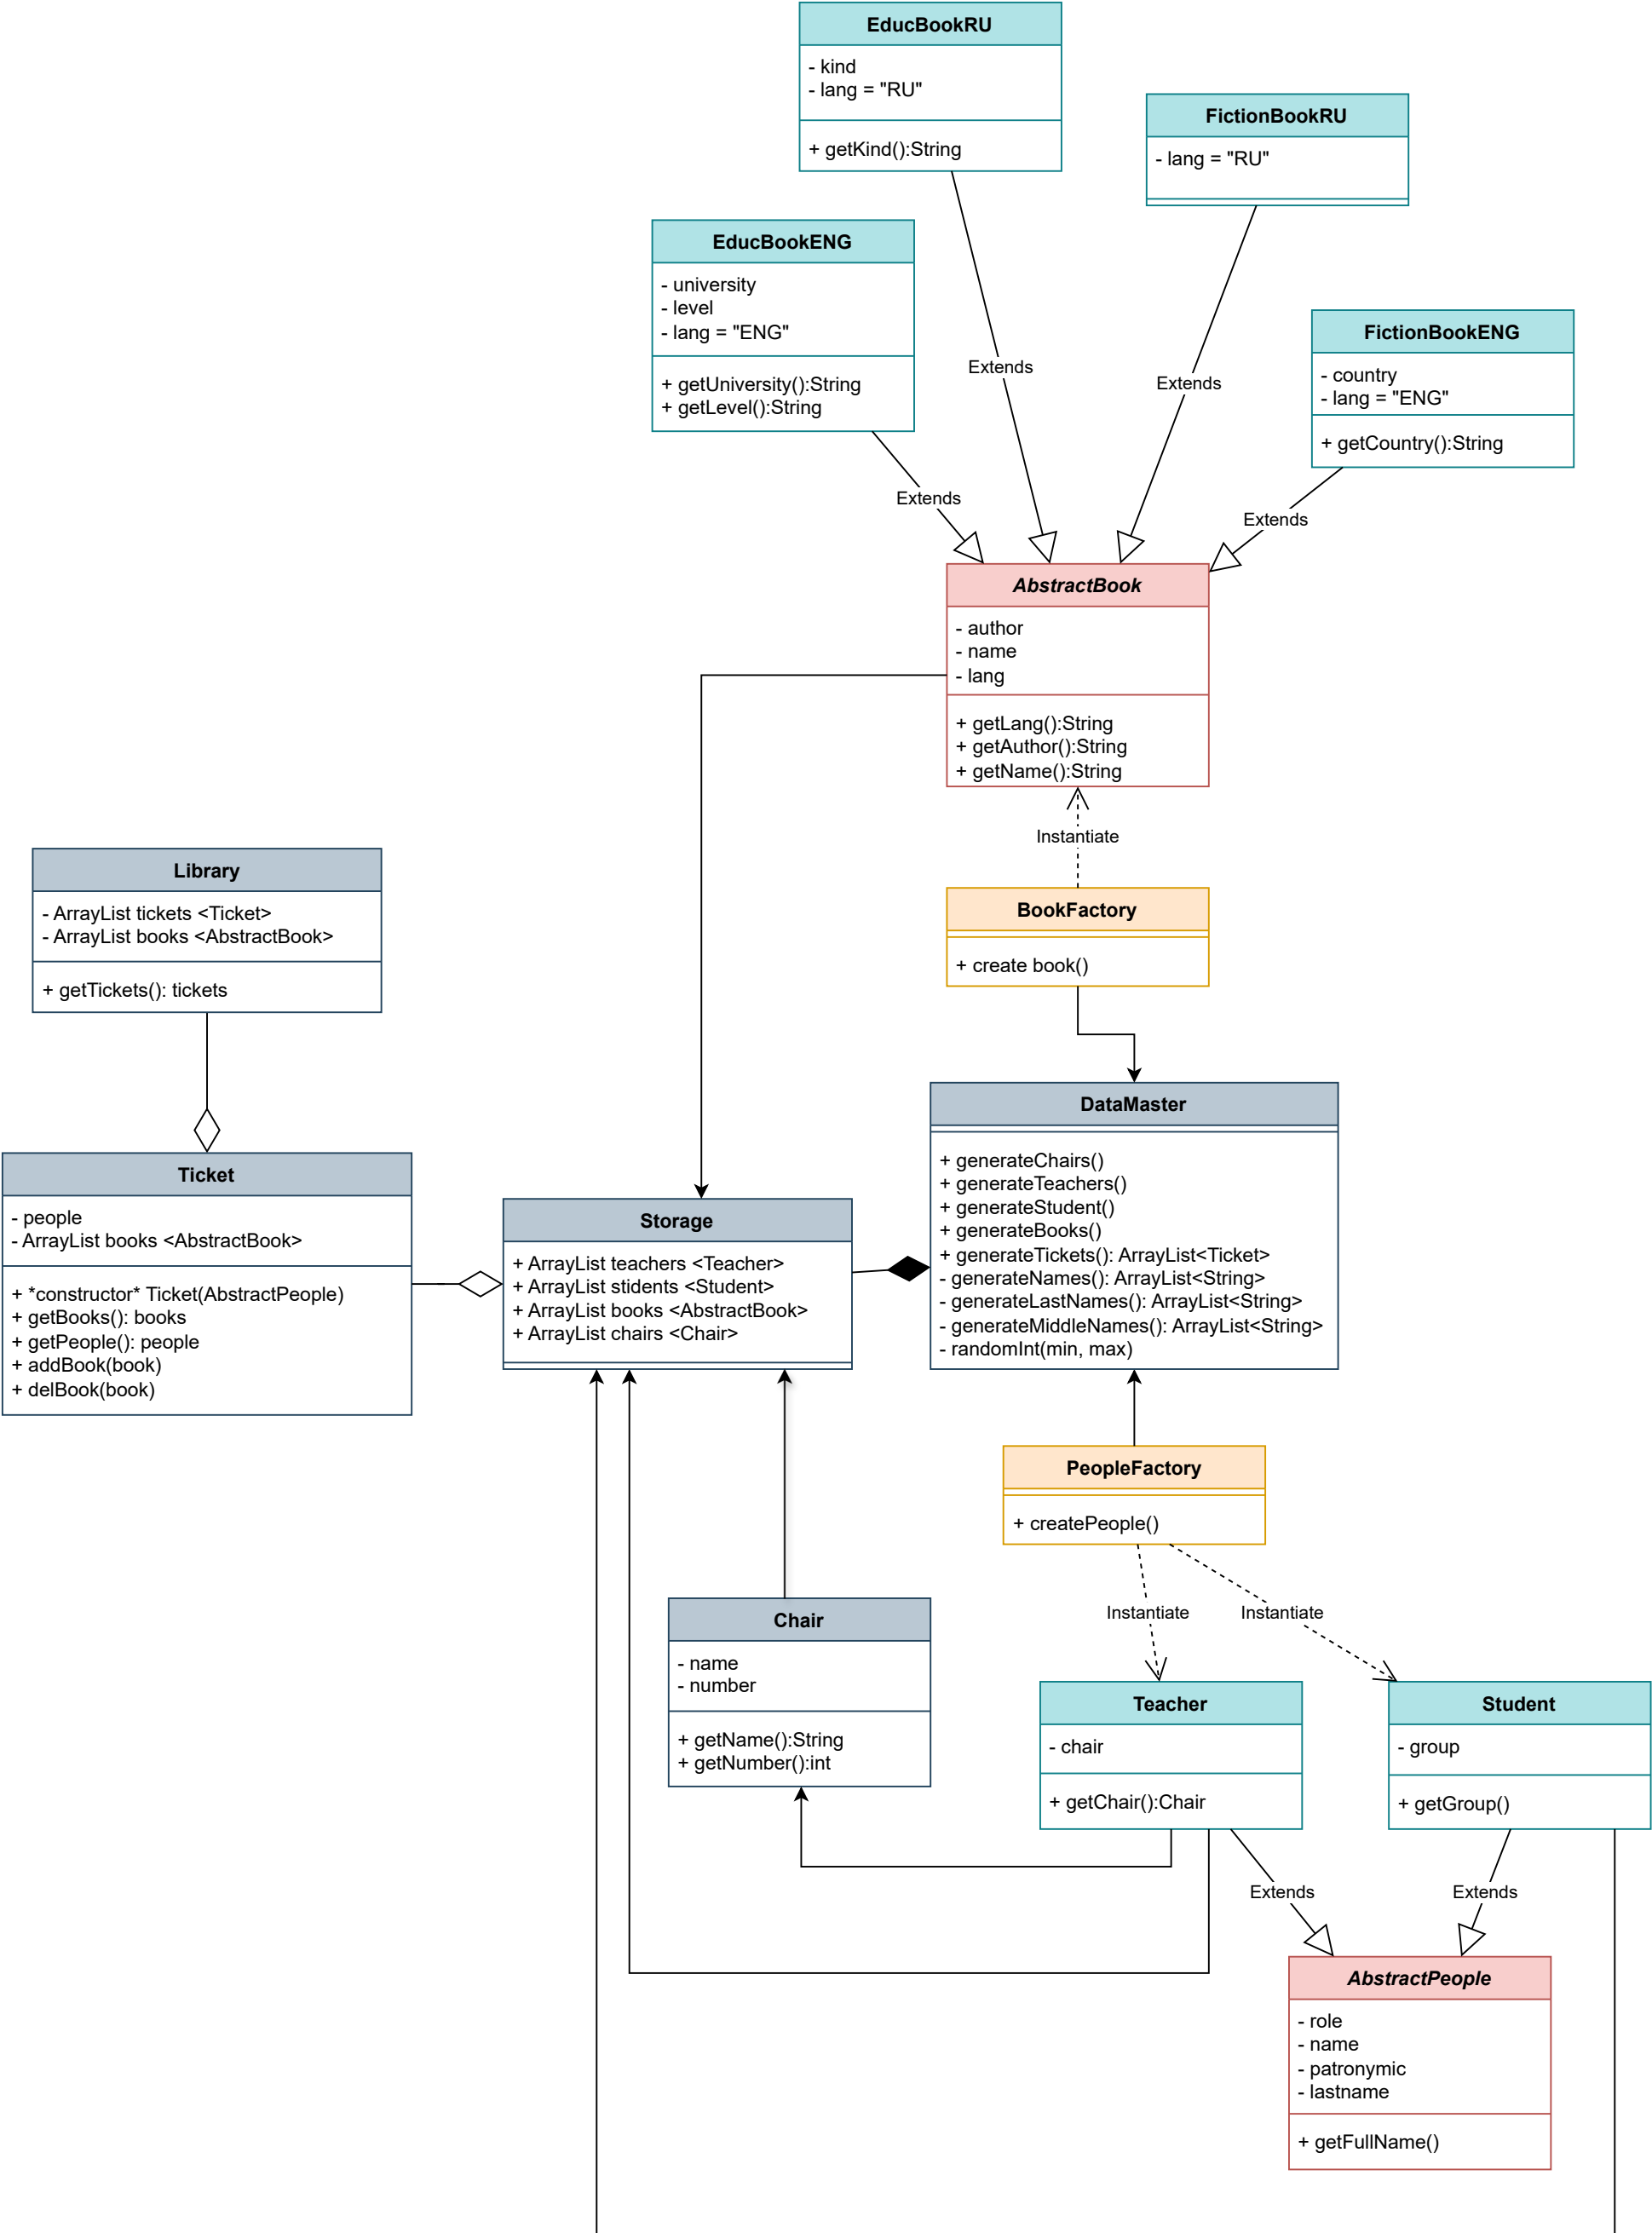 EducBookRU
- kind
- lang = "RU"
+ getKind():String
FictionBookRU
- lang = "RU"
EducBookENG
- university
- level
- lang = "ENG"
+ getUniversity():String
+ getLevel():String
FictionBookENG
- country
- lang = "ENG"
+ getCountry():String
Extends
Extends
Extends
Extends
AbstractBook
- author
- name
- lang
+ getLang():String
+ getAuthor():String
+ getName():String
Instantiate
Library
- ArrayList tickets <Ticket>
- ArrayList books <AbstractBook>
+ getTickets(): tickets
BookFactory
+ create book()
DataMaster
+ generateChairs()
+ generateTeachers()
+ generateStudent()
+ generateBooks()
+ generateTickets(): ArrayList<Ticket>
- generateNames(): ArrayList<String>
- generateLastNames(): ArrayList<String>
- generateMiddleNames(): ArrayList<String>
- randomInt(min, max)
Ticket
- people
- ArrayList books <AbstractBook>
+ *constructor* Ticket(AbstractPeople)
+ getBooks(): books
+ getPeople(): people
+ addBook(book)
+ delBook(book)
Storage
+ ArrayList teachers <Teacher>
+ ArrayList stidents <Student>
+ ArrayList books <AbstractBook>
+ ArrayList chairs <Chair>
PeopleFactory
+ createPeople()
Instantiate
Instantiate
Chair
- name
- number
+ getName():String
+ getNumber():int
Teacher
- chair
+ getChair():Chair
Student
- group
+ getGroup()
Extends
Extends
AbstractPeople
- role
- name
- patronymic
- lastname
+ getFullName()